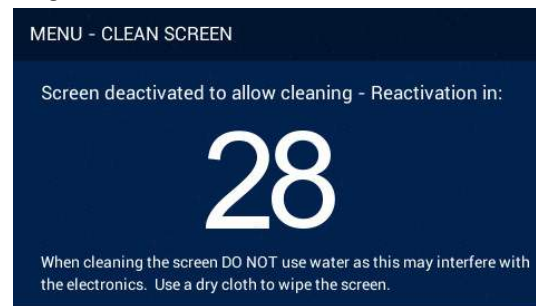 MENU - CLEAN SCREEN
Screen deactivated to allow cleaning - Reactivation in:
28
When cleaning the screen DO NOT use water as this may interfere with
the electronics. Use a dry cloth to wipe the screen.